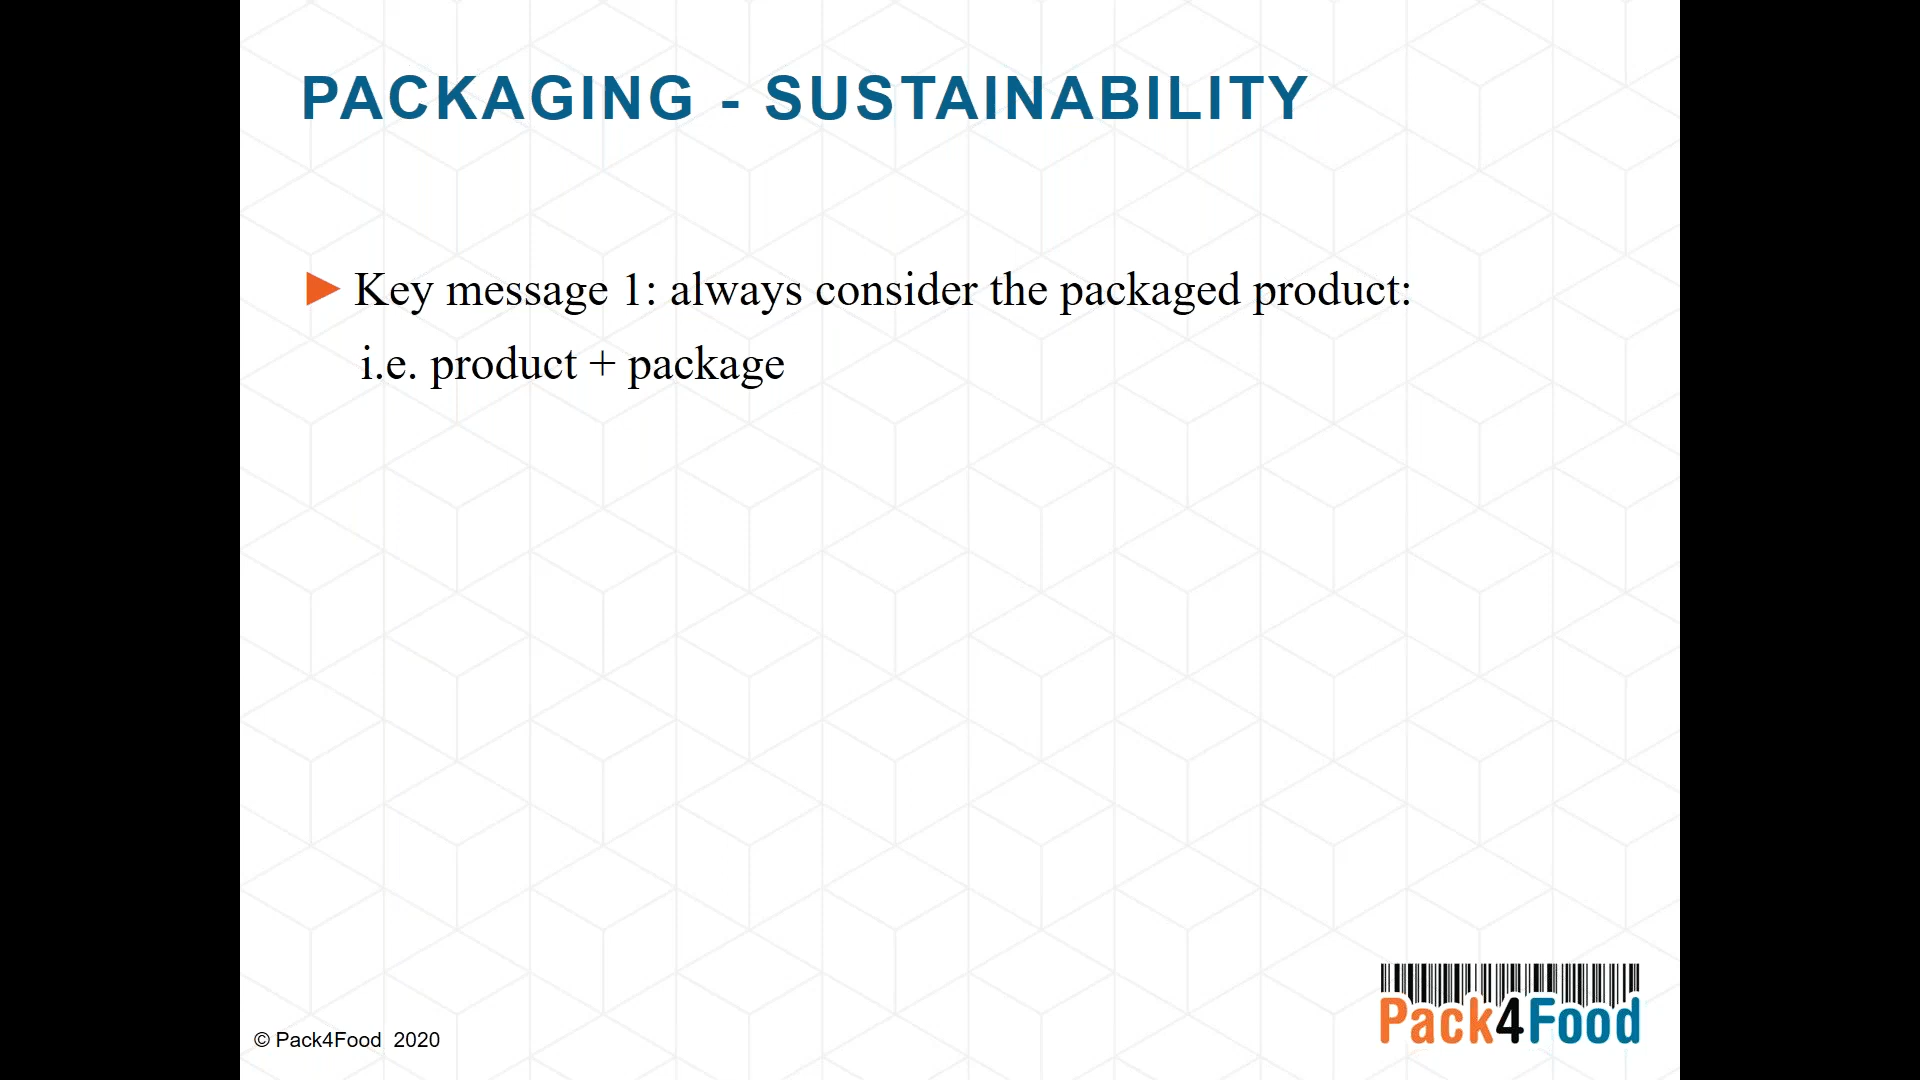 PACKAGING - SUSTAINABILITY
Key message 1: always consider the packaged product:
i.e. product + package
© Pack4Food 2020
Pack4Food